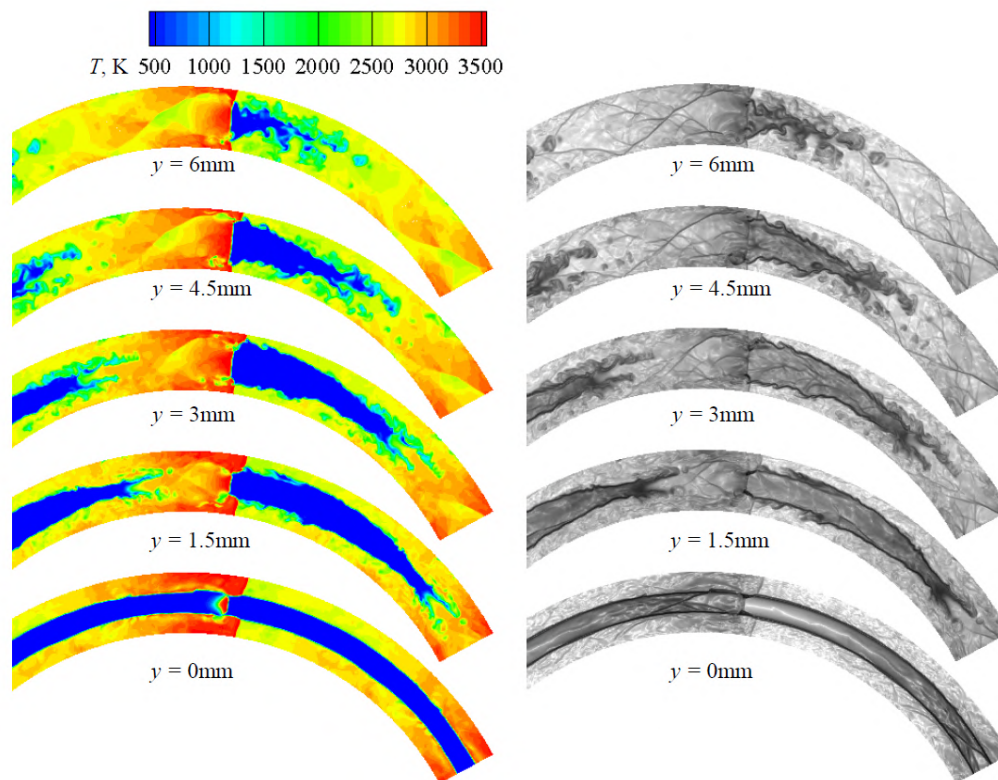 T, K 500 1000 1500 2000 2500 3000 3500
y = 6mm
y = 6mm
y = 4.5mm
y = 4.5mm
y = 3mm
y = 3mm
y = 1.5mm
y = 1.5mm
y = 0mm
y = 0mm